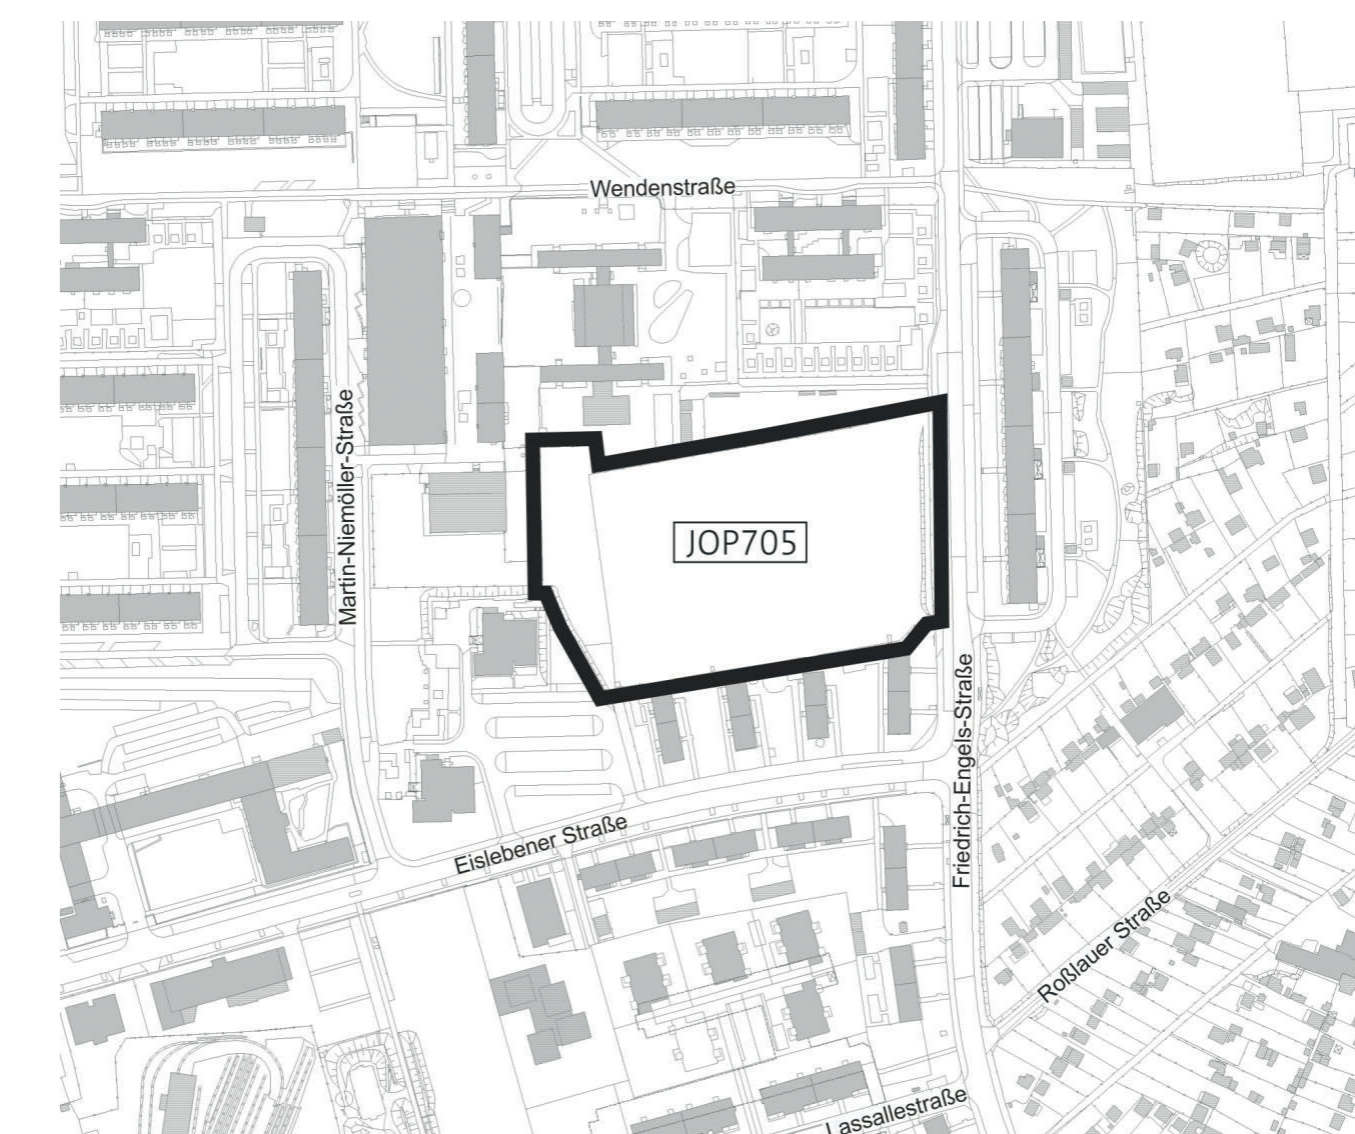 Wendenstraße
Martin-Niemöller-Straße
JOP705
Friedrich-Engels-Straße
Eislebener Straße
Roßlauer Straße
Lassallestraße